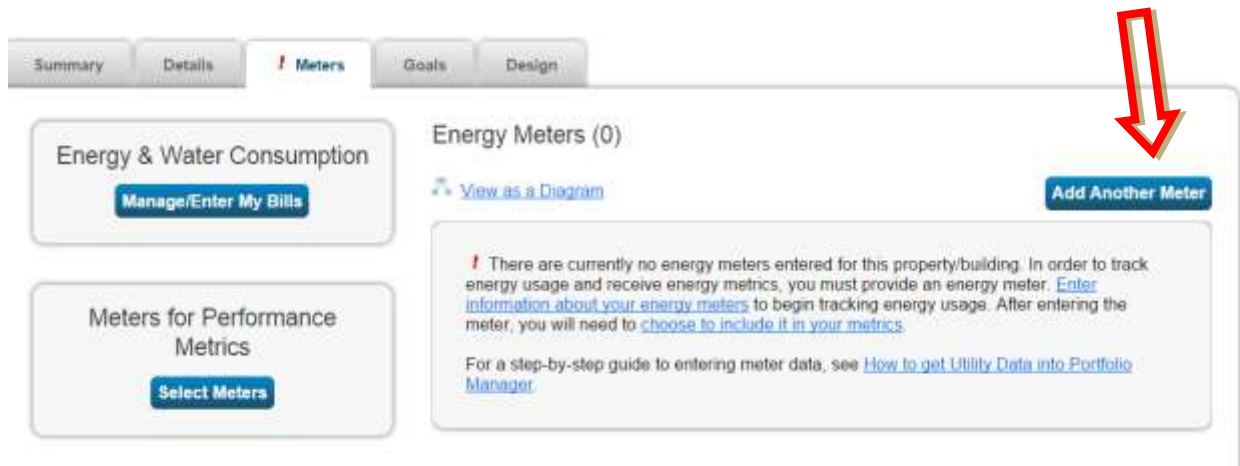 Summary
Details
! Meters
Goals
Design
Energy & Water Consumption
Manage/Enter My Bills
Meters for Performance
Metrics
Select Meters
Energy Meters (0)
View as a Diagram
Add Another Meter
! There are currently no energy meters entered for this property/building. In order to track
energy usage and receive energy metrics, you must provide an energy meter. Enter
information about your energy meters to begin tracking energy usage. After entering the
meter, you will need to choose to include it in your metrics.
For a step-by-step guide to entering meter data, see How to get Utility Data into Portfolio
Manager.